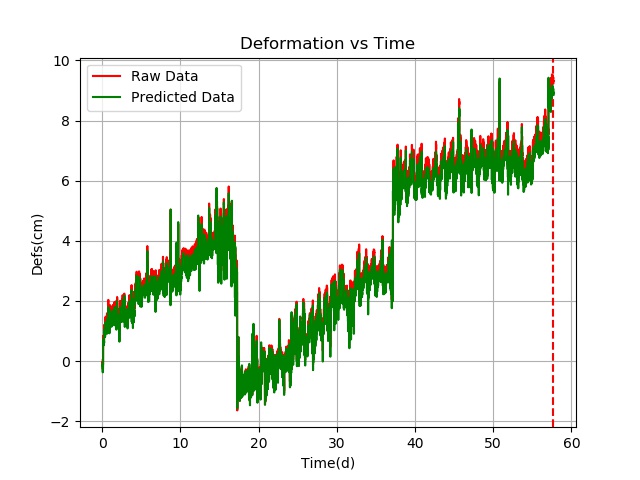 Deformation vs Time
Raw Data
Predicted Data
10
8
6
4
2
0
−2
Defs(cm)
0 10 20 30 40 50 60
Time(d)